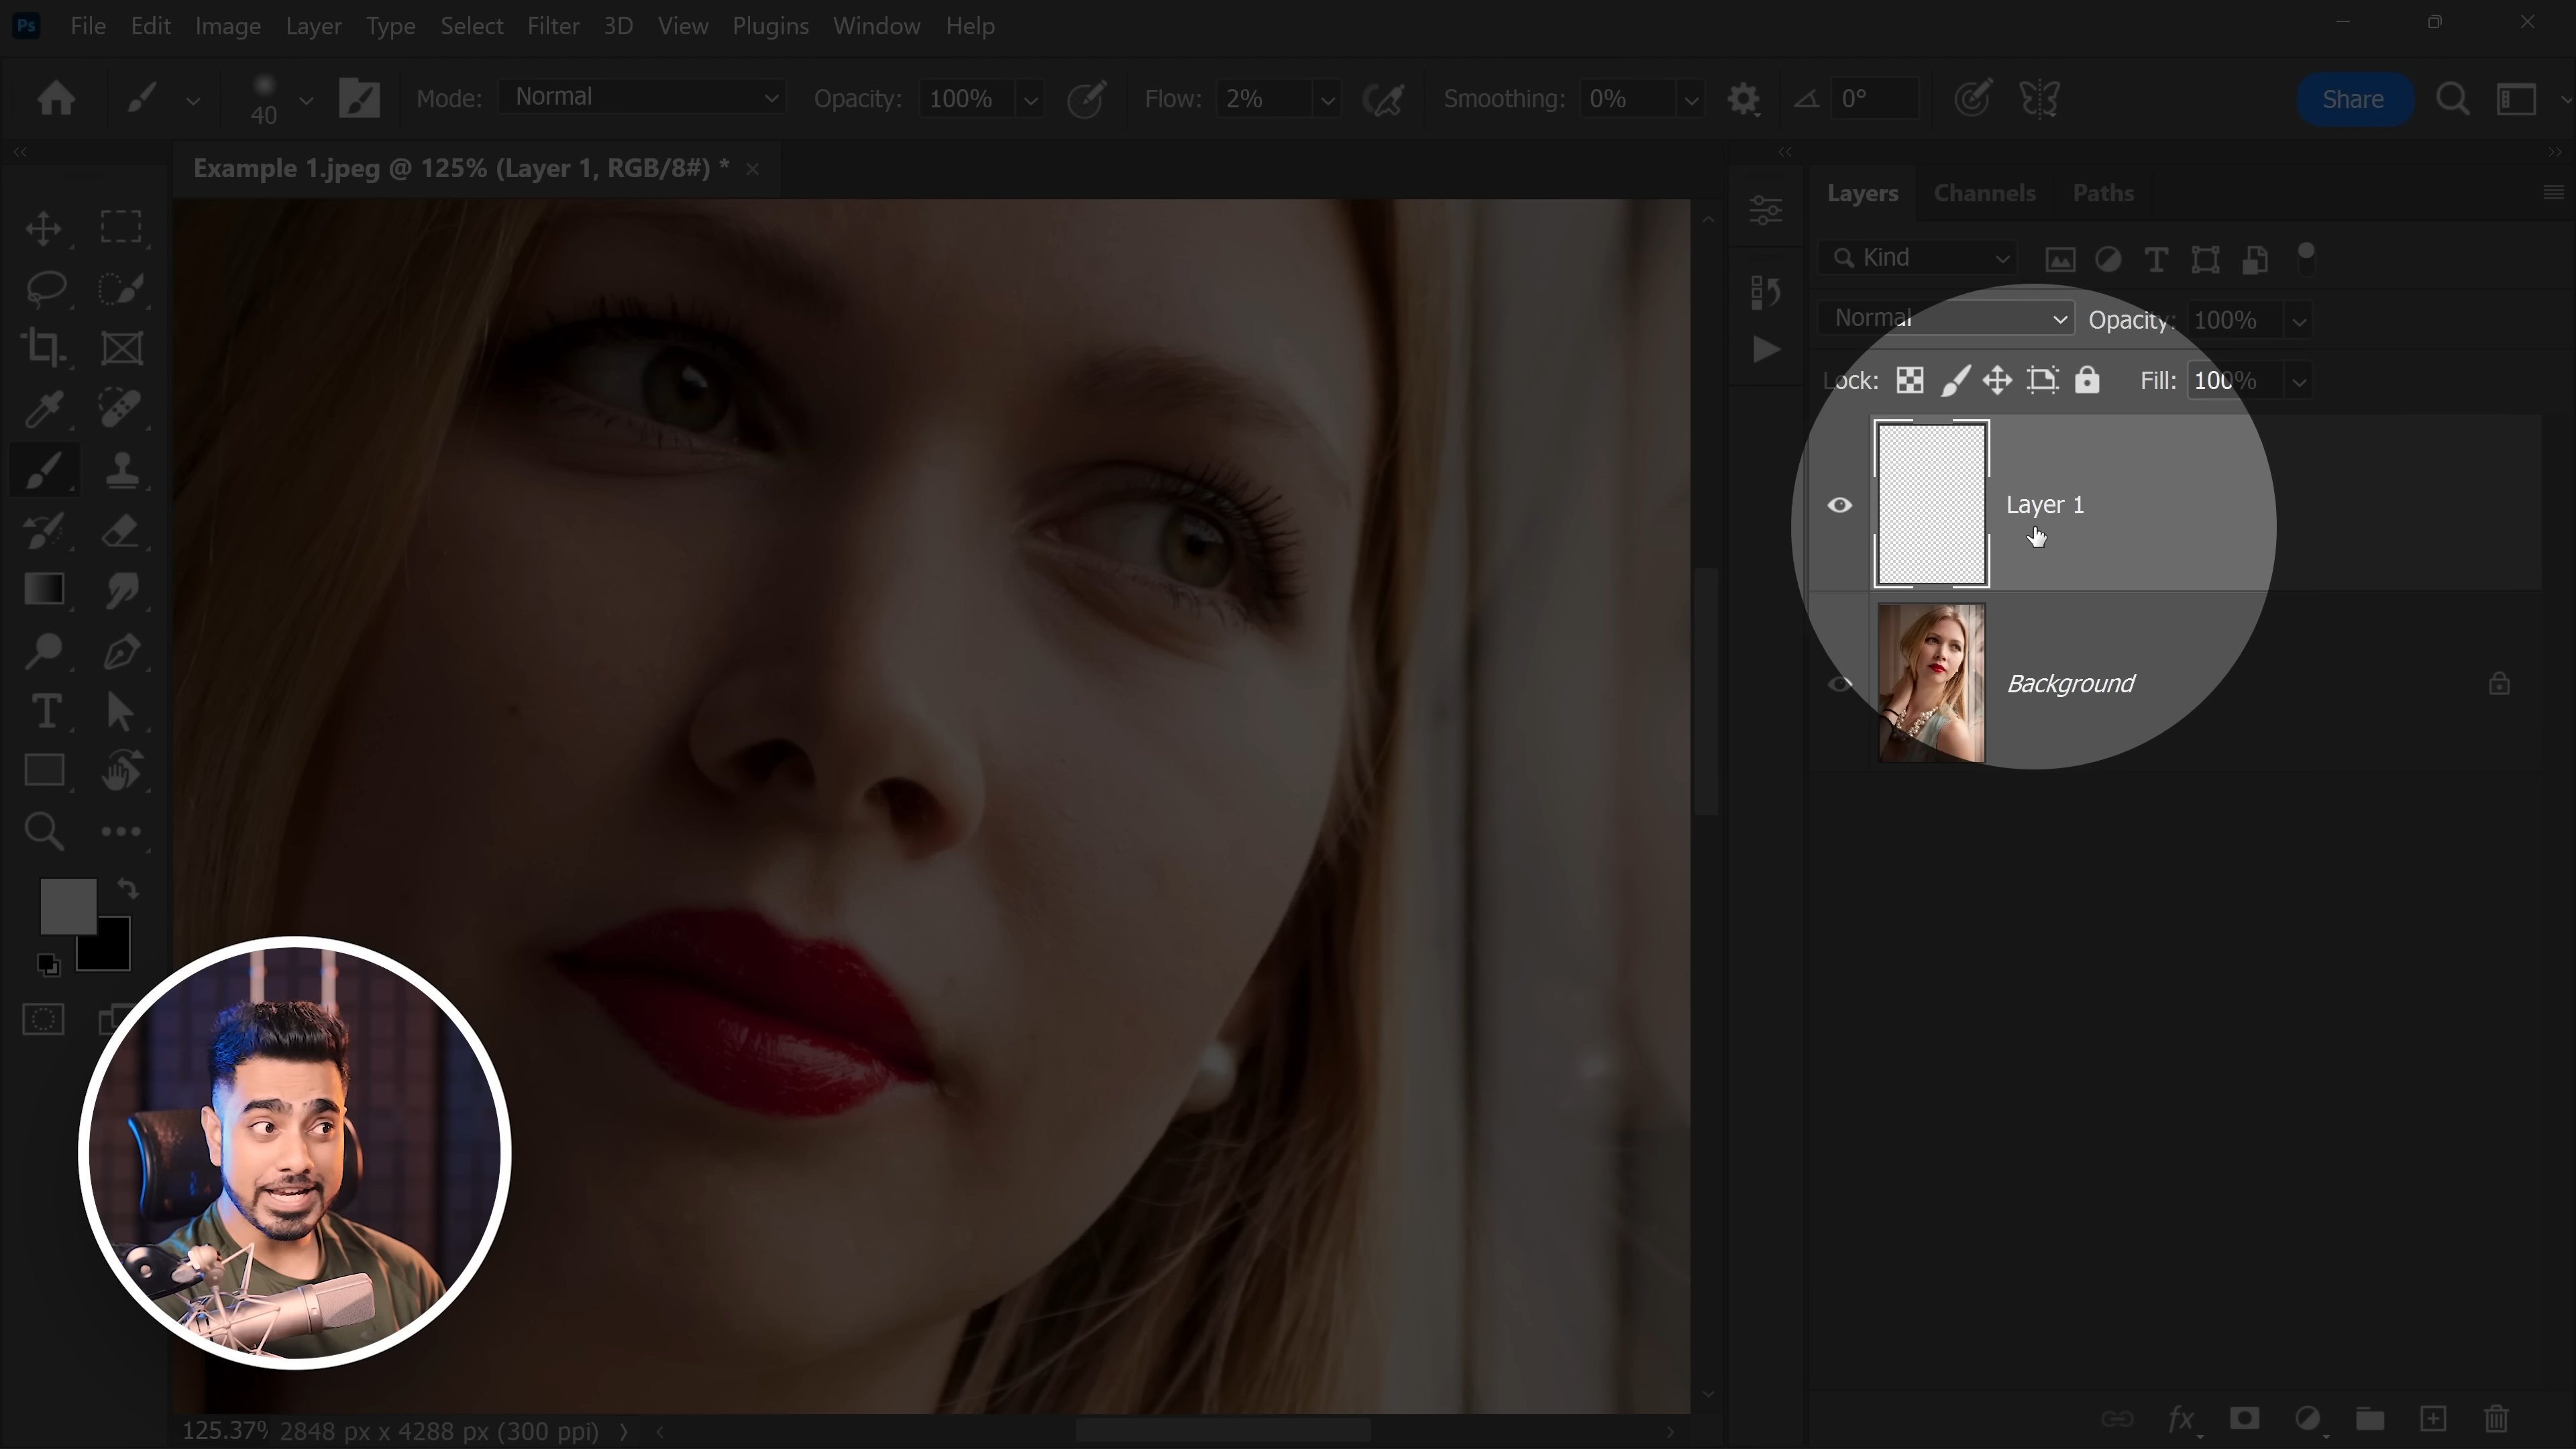 Ps File Edit Image Layer Type Select Filter 3D View Plugins Window Help
40 Mode: Normal Opacity: 100% Flow: 2% Smoothing: 0% 0° Share
Example 1.jpeg @ 125% (Layer 1, RGB/8#) *
Layers Channels Paths
Kind
Normal Opacity: 100%
Lock: Fill: 100%
Layer 1
Background
125.37% 2848 px x 4288 px (300 ppi)
fx